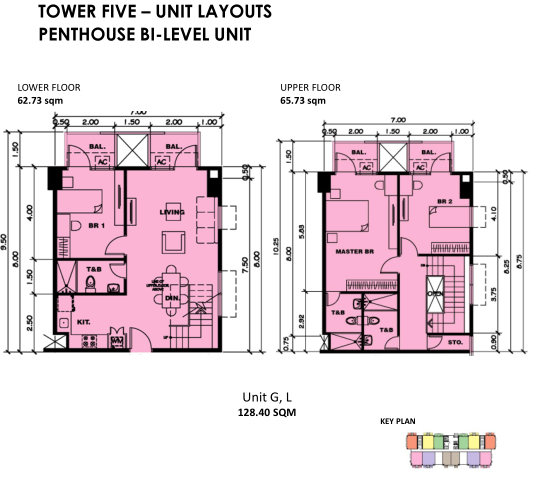 TOWER FIVE – UNIT LAYOUTS
PENTHOUSE BI-LEVEL UNIT
LOWER FLOOR
62.73 sqm
7.00
0.50 2.00 1.50 2.00 1.00
BAL. BAL.
AC AC
1.50
0.50
4.00
BR 1
LIVING
9.50
8.00
7.50
8.00
1.50
T&B
DIN.
2.50
KIT.
UPPER FLOOR
65.73 sqm
7.00
0.50 2.00 1.50 2.00 1.00
BAL. BAL.
AC AC
1.50
0.50
BR 2
4.10
5.83
MASTER BR
10.25
8.00
8.25
8.75
OPEN
3.75
T&B
2.92
T&B
STO.
0.90
0.75
Unit G, L
128.40 SQM
KEY PLAN